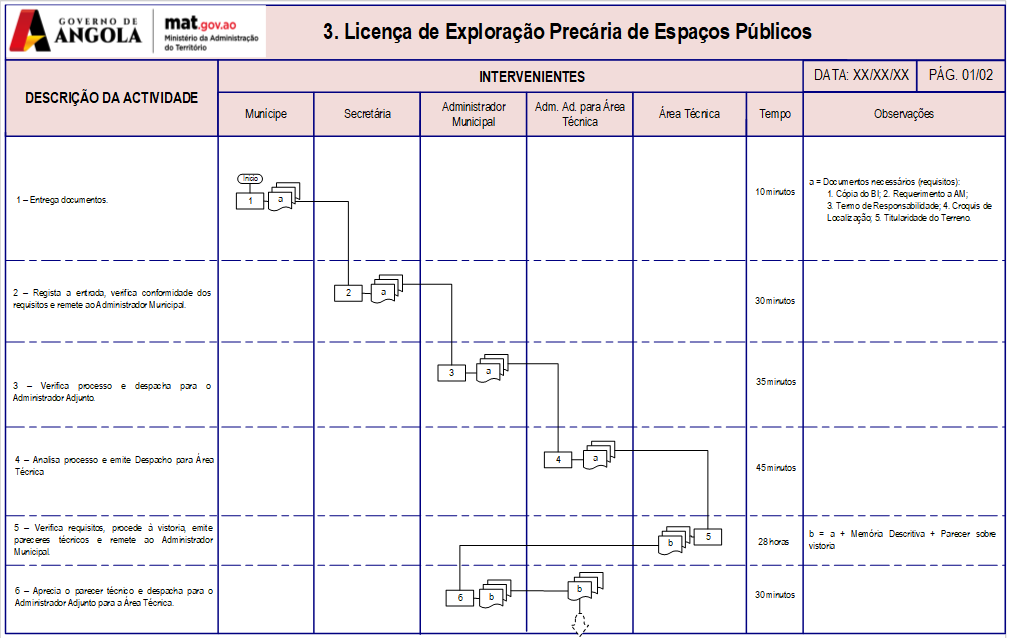 GOVERNO DE
ANGOLA
mat.gov.ao
Ministério da Administração
do Território
3. Licença de Exploração Precária de Espaços Públicos
DESCRIÇÃO DA ACTIVIDADE
INTERVENIENTES
DATA: XX/XX/XX
PÁG. 01/02
Munícipe
Secretária
Administrador
Municipal
Adm. Ad. para Área
Técnica
Área Técnica
Tempo
Observações
1 – Entrega documentos.
Início
1
a
10 minutos
a = Documentos necessários (requisitos):
1. Cópia do BI; 2. Requerimento a AM;
3. Termo de Responsabilidade; 4. Croquis de
Localização; 5. Titularidade do Terreno.
2 – Regista a entrada, verifica conformidade dos
requisitos e remete ao Administrador Municipal.
2
a
30 minutos
3 – Verifica processo e despacha para o
Administrador Adjunto.
3
a
35 minutos
4 – Analisa processo e emite Despacho para Área
Técnica
4
a
45 minutos
5 – Verifica requisitos, procede à vistoria, emite
pareceres técnicos e remete ao Administrador
Municipal.
b
5
28 horas
b = a + Memória Descritiva + Parecer sobre
vistoria
6 – Aprecia o parecer técnico e despacha para o
Administrador Adjunto para a Área Técnica.
6
b
b
30 minutos